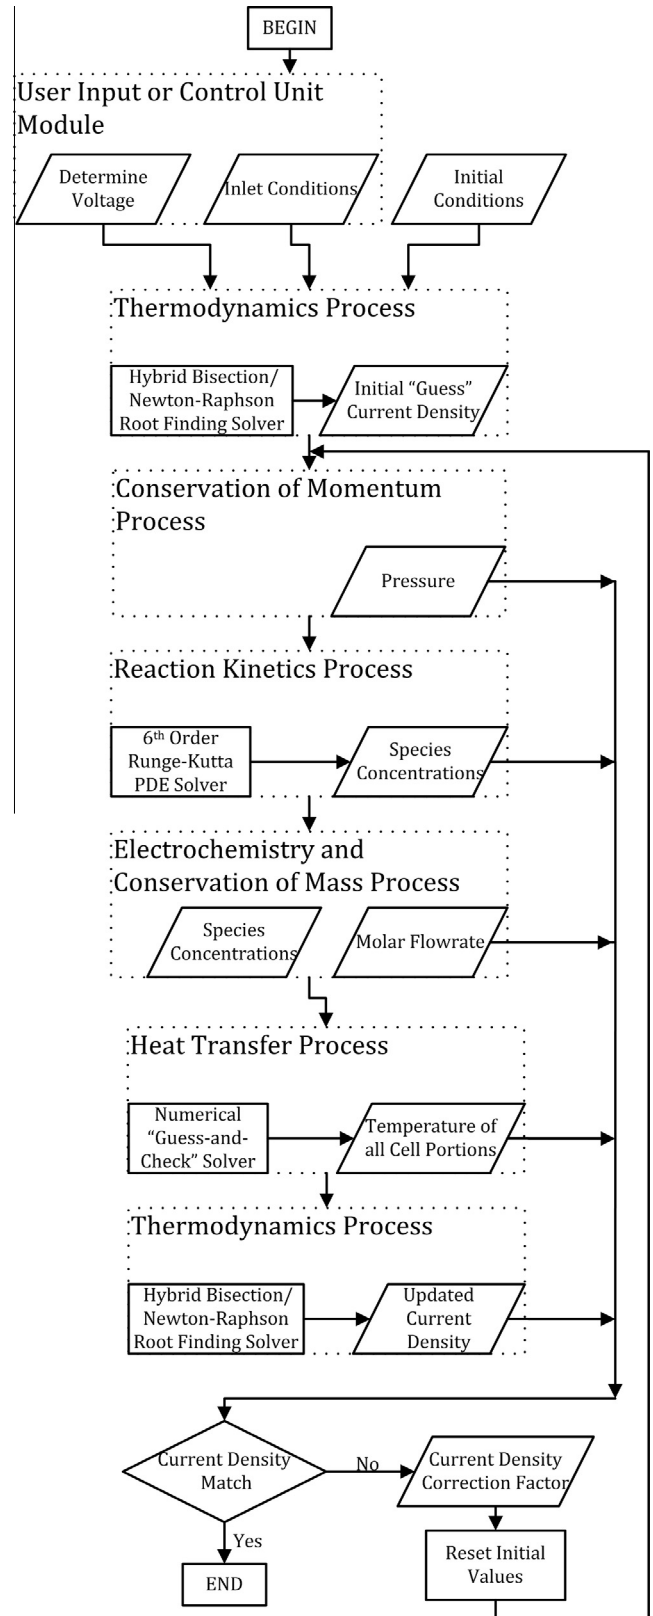 BEGIN
User Input or Control Unit
Module
Determine
Voltage
Inlet Conditions
Initial
Conditions
Thermodynamics Process
Hybrid Bisection/
Newton-Raphson
Root Finding Solver
Initial “Guess”
Current Density
Conservation of Momentum
Process
Pressure
Reaction Kinetics Process
6th Order
Runge-Kutta
PDE Solver
Species
Concentrations
Electrochemistry and
Conservation of Mass Process
Species
Concentrations
Molar Flowrate
Heat Transfer Process
Numerical
“Guess-and-
Check” Solver
Temperature of
all Cell Portions
Thermodynamics Process
Hybrid Bisection/
Newton-Raphson
Root Finding Solver
Updated
Current
Density
Current Density
Match
No
Current Density
Correction Factor
Yes
END
Reset Initial
Values